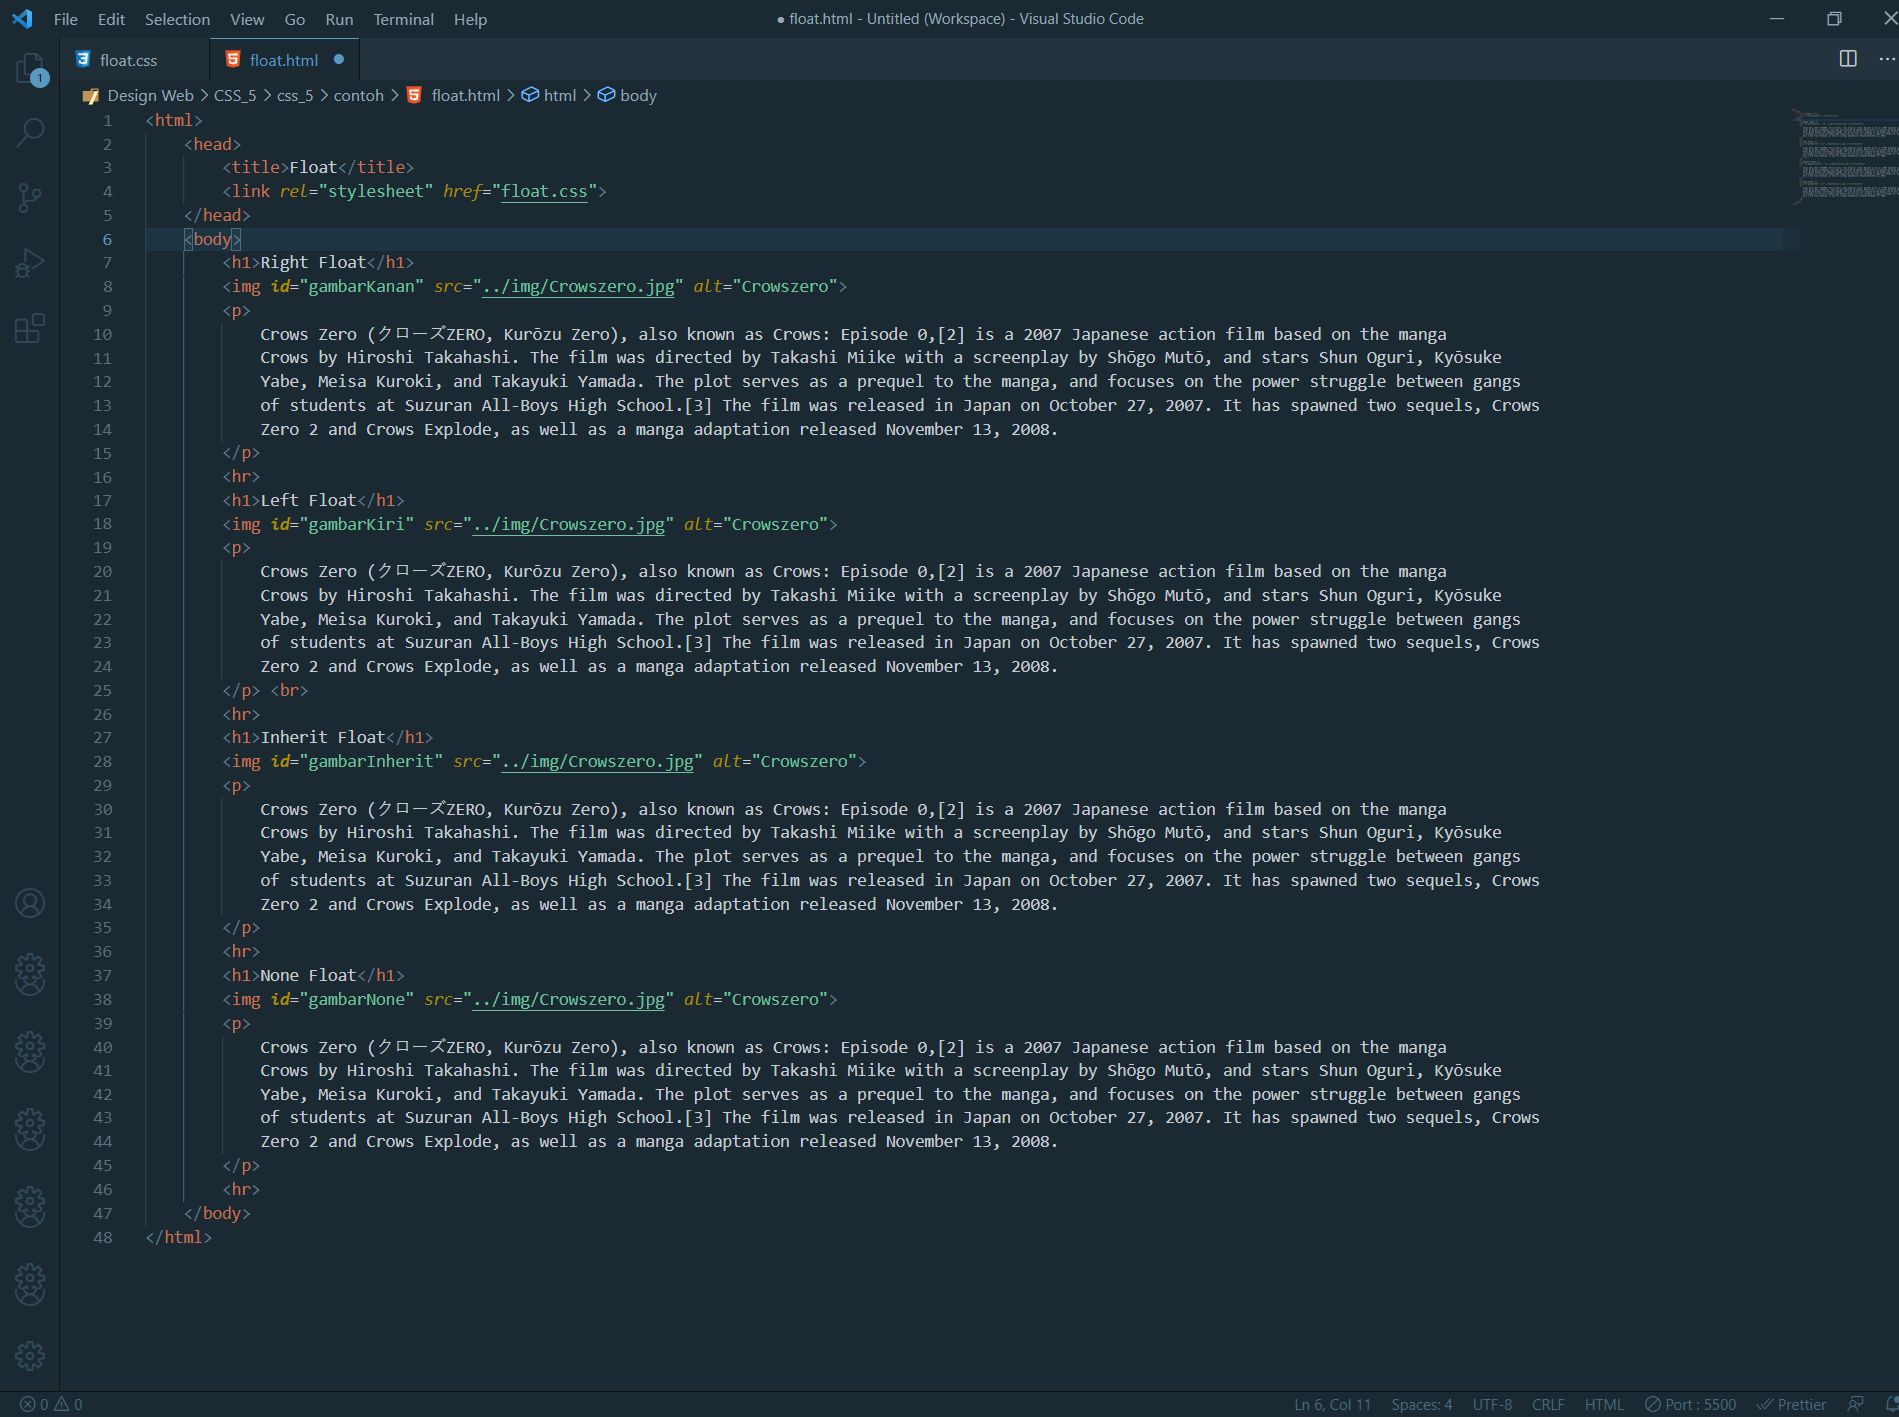 File Edit Selection View Go Run Terminal Help
● float.html - Untitled (Workspace) - Visual Studio Code
float.css float.html
1
Design Web > CSS_5 > css_5 > contoh > float.html > html > body
1 <html>
2 <head>
3 <title>Float</title>
4 <link rel="stylesheet" href="float.css">
5 </head>
6 <body>
7 <h1>Right Float</h1>
8 <img id="gambarKanan" src="../img/Crowszero.jpg" alt="Crowszero">
9 <p>
10 Crows Zero (クローズZERO, Kurōzu Zero), also known as Crows: Episode 0,[2] is a 2007 Japanese action film based on the manga
11 Crows by Hiroshi Takahashi. The film was directed by Takashi Miike with a screenplay by Shōgo Mutō, and stars Shun Oguri, Kyōsuke
12 Yabe, Meisa Kuroki, and Takayuki Yamada. The plot serves as a prequel to the manga, and focuses on the power struggle between gangs
13 of students at Suzuran All-Boys High School.[3] The film was released in Japan on October 27, 2007. It has spawned two sequels, Crows
14 Zero 2 and Crows Explode, as well as a manga adaptation released November 13, 2008.
15 </p>
16 <hr>
17 <h1>Left Float</h1>
18 <img id="gambarKiri" src="../img/Crowszero.jpg" alt="Crowszero">
19 <p>
20 Crows Zero (クローズZERO, Kurōzu Zero), also known as Crows: Episode 0,[2] is a 2007 Japanese action film based on the manga
21 Crows by Hiroshi Takahashi. The film was directed by Takashi Miike with a screenplay by Shōgo Mutō, and stars Shun Oguri, Kyōsuke
22 Yabe, Meisa Kuroki, and Takayuki Yamada. The plot serves as a prequel to the manga, and focuses on the power struggle between gangs
23 of students at Suzuran All-Boys High School.[3] The film was released in Japan on October 27, 2007. It has spawned two sequels, Crows
24 Zero 2 and Crows Explode, as well as a manga adaptation released November 13, 2008.
25 </p> <br>
26 <hr>
27 <h1>Inherit Float</h1>
28 <img id="gambarInherit" src="../img/Crowszero.jpg" alt="Crowszero">
29 <p>
30 Crows Zero (クローズZERO, Kurōzu Zero), also known as Crows: Episode 0,[2] is a 2007 Japanese action film based on the manga
31 Crows by Hiroshi Takahashi. The film was directed by Takashi Miike with a screenplay by Shōgo Mutō, and stars Shun Oguri, Kyōsuke
32 Yabe, Meisa Kuroki, and Takayuki Yamada. The plot serves as a prequel to the manga, and focuses on the power struggle between gangs
33 of students at Suzuran All-Boys High School.[3] The film was released in Japan on October 27, 2007. It has spawned two sequels, Crows
34 Zero 2 and Crows Explode, as well as a manga adaptation released November 13, 2008.
35 </p>
36 <hr>
37 <h1>None Float</h1>
38 <img id="gambarNone" src="../img/Crowszero.jpg" alt="Crowszero">
39 <p>
40 Crows Zero (クローズZERO, Kurōzu Zero), also known as Crows: Episode 0,[2] is a 2007 Japanese action film based on the manga
41 Crows by Hiroshi Takahashi. The film was directed by Takashi Miike with a screenplay by Shōgo Mutō, and stars Shun Oguri, Kyōsuke
42 Yabe, Meisa Kuroki, and Takayuki Yamada. The plot serves as a prequel to the manga, and focuses on the power struggle between gangs
43 of students at Suzuran All-Boys High School.[3] The film was released in Japan on October 27, 2007. It has spawned two sequels, Crows
44 Zero 2 and Crows Explode, as well as a manga adaptation released November 13, 2008.
45 </p>
46 <hr>
47 </body>
48 </html>
0 0 Ln 6, Col 11 Spaces: 4 UTF-8 CRLF HTML Port : 5500 Prettier